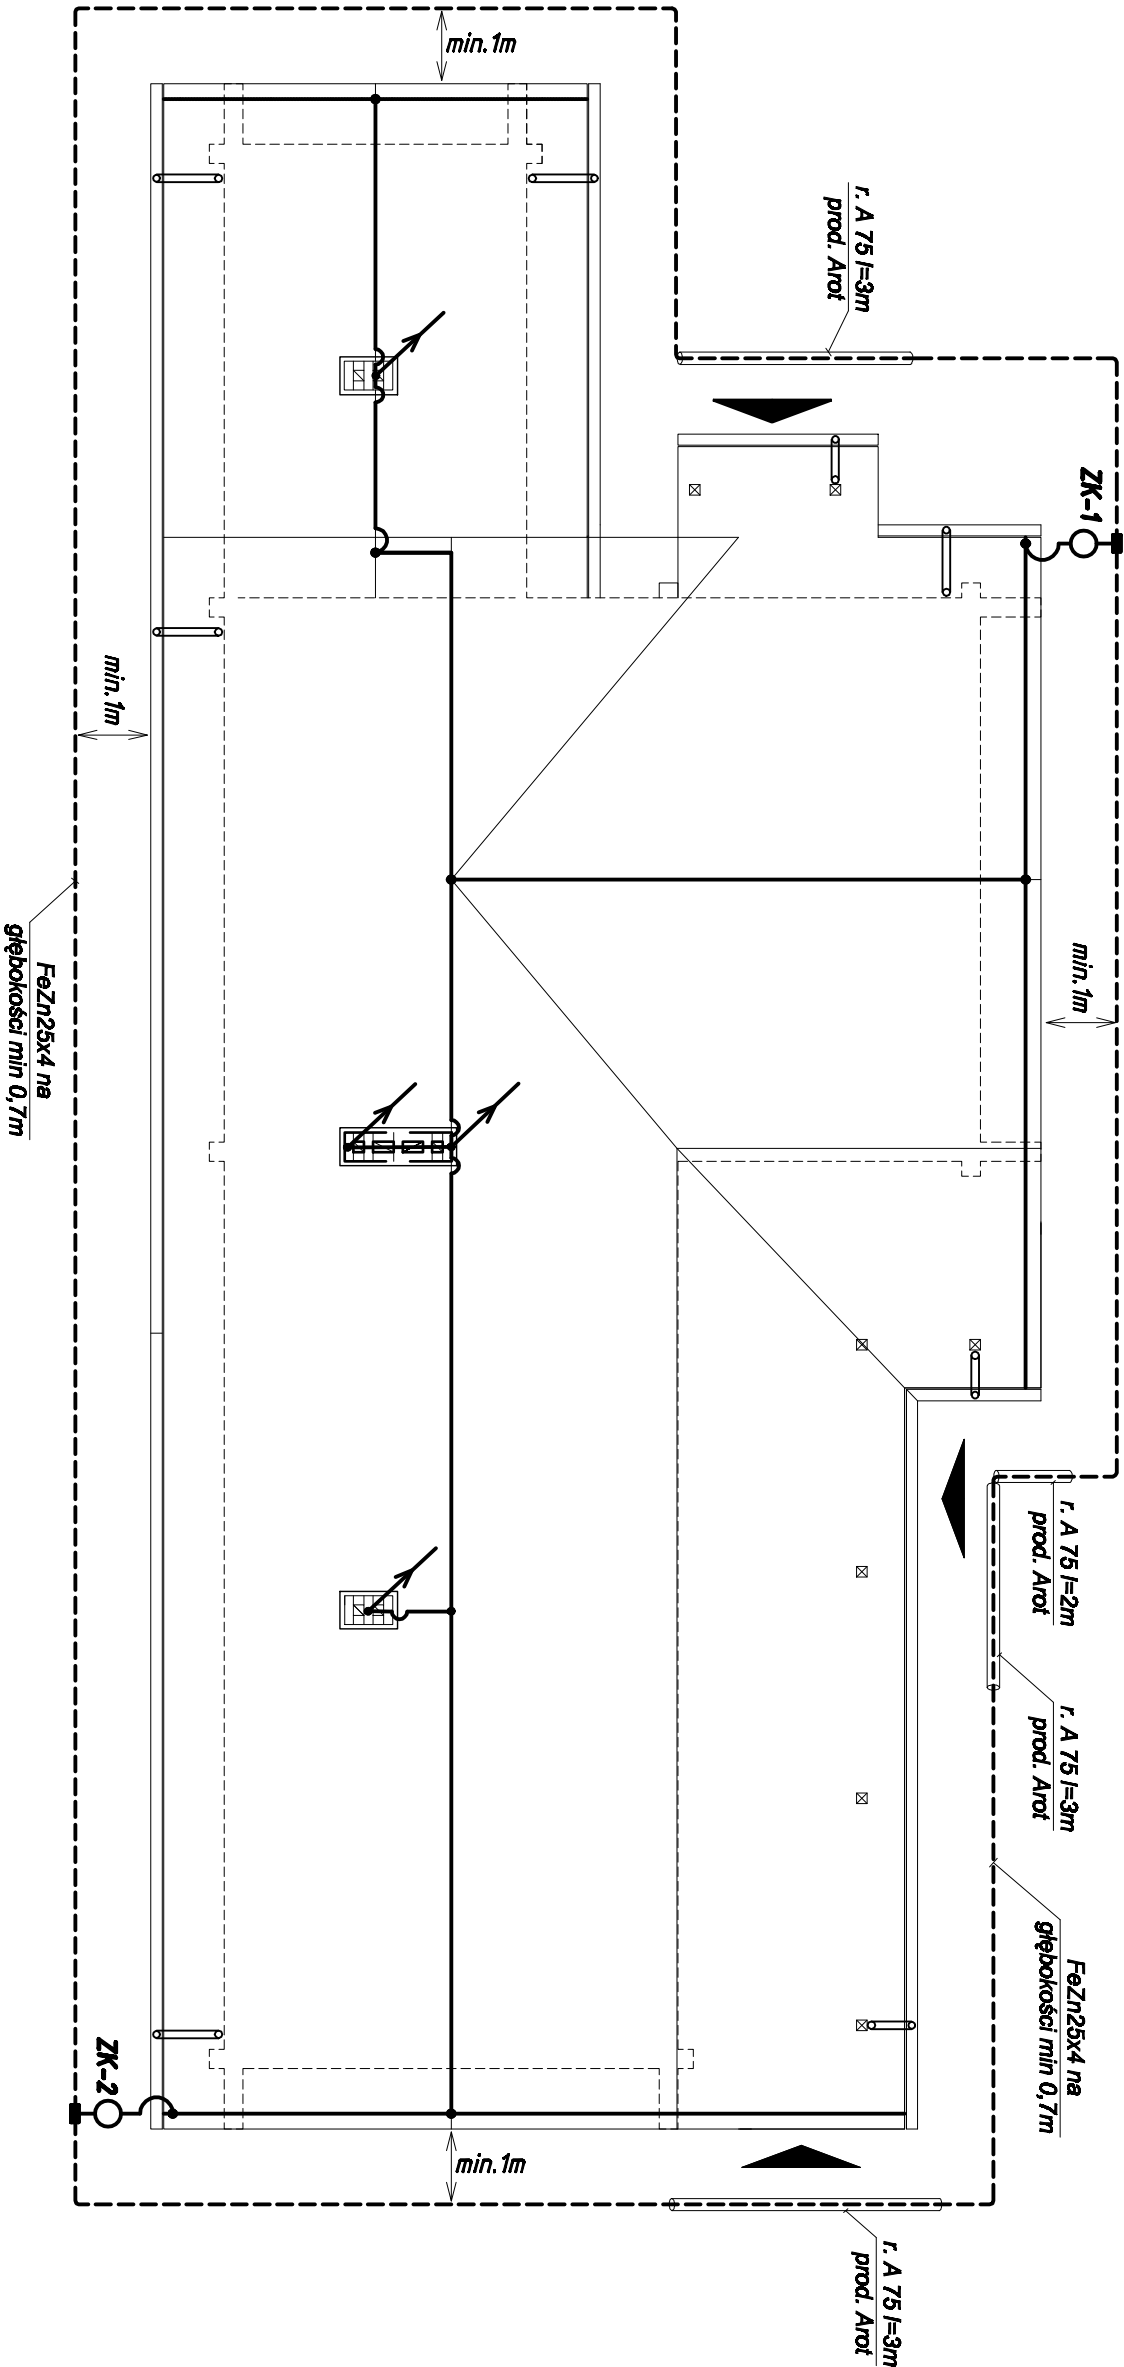 min.1m
r. A 75 l=3m
prod. Arot
ZK-1
min.1m
min.1m
FeZn25x4 na
głębokości min 0,7m
r. A 75 l=2m
prod. Arot
r. A 75 l=3m
prod. Arot
FeZn25x4 na
głębokości min 0,7m
ZK-2
min.1m
r. A 75 l=3m
prod. Arot